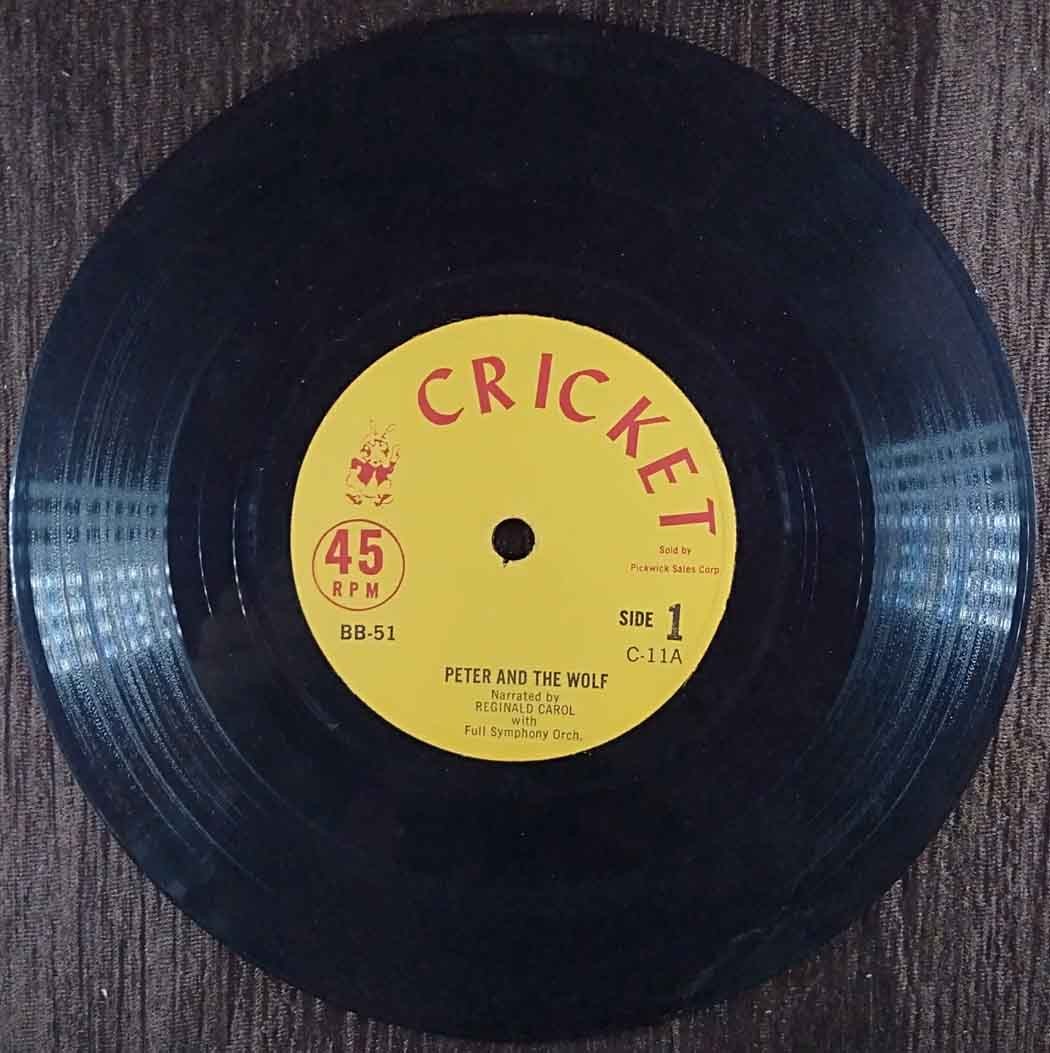 CRICKET
45
RPM
BB-51
Sold by
Pickwick Sales Corp
SIDE 1
C-11A
PETER AND THE WOLF
Narrated by
REGINALD CAROL
with
Full Symphony Orch.